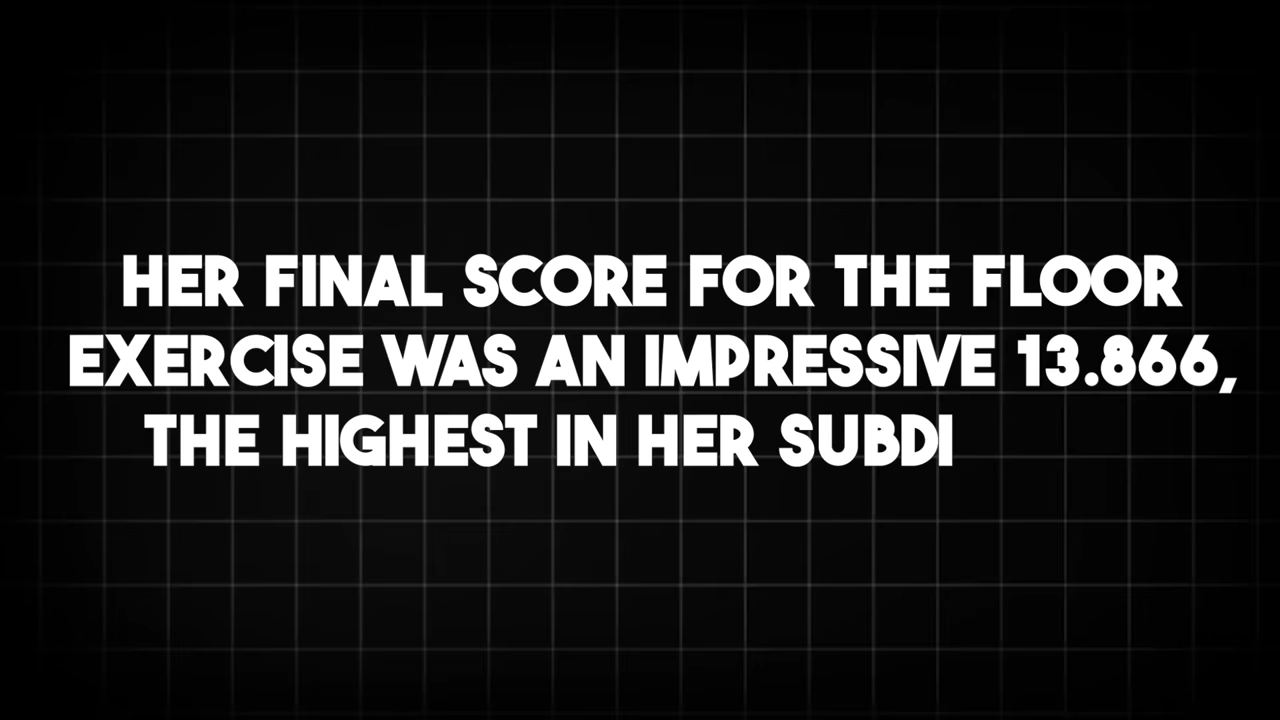 HER FINAL SCORE FOR THE FLOOR
EXERCISE WAS AN IMPRESSIVE 13.866,
THE HIGHEST IN HER SUBDI